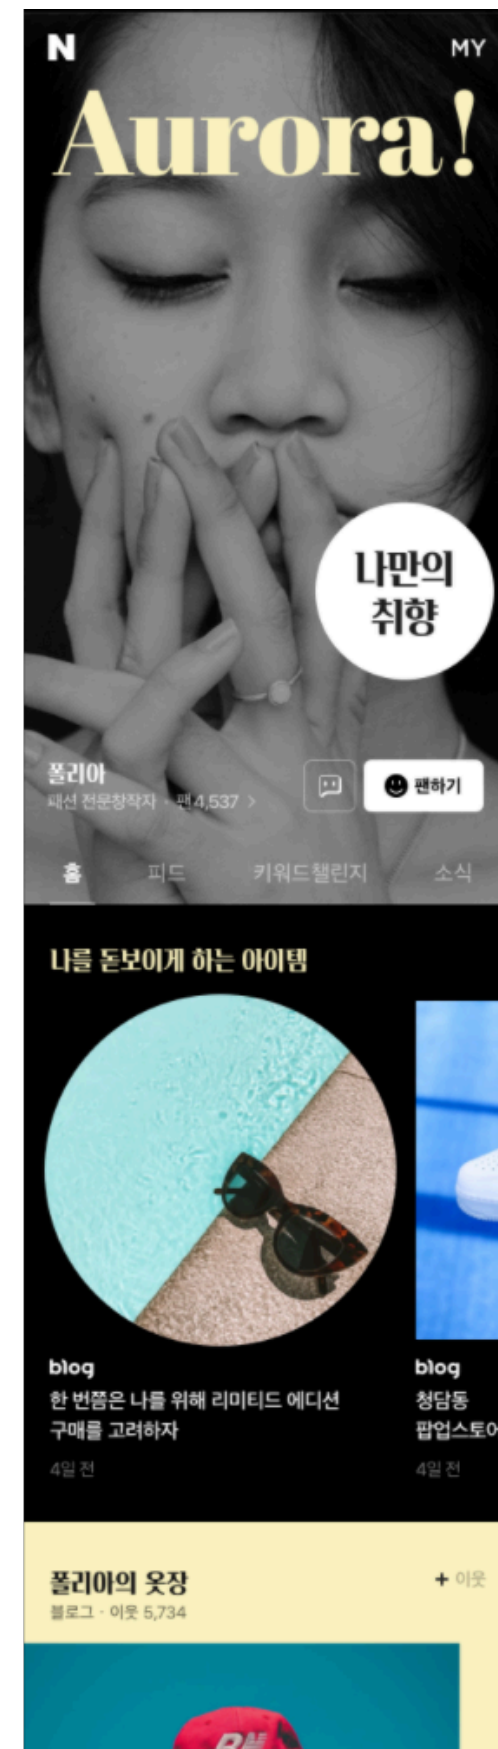 N
MY
Aurora!
나만의
취향
폴리아
패션 전문창작자 · 팬 4,537 >
팬하기
홈
피드
키워드챌린지
소식
나를 돋보이게 하는 아이템
blog
한 번쯤은 나를 위해 리미티드 에디션
구매를 고려하자
4일 전
blog
청담동
팝업스토어
4일 전
폴리아의 옷장
+ 이웃
블로그 · 이웃 5,734